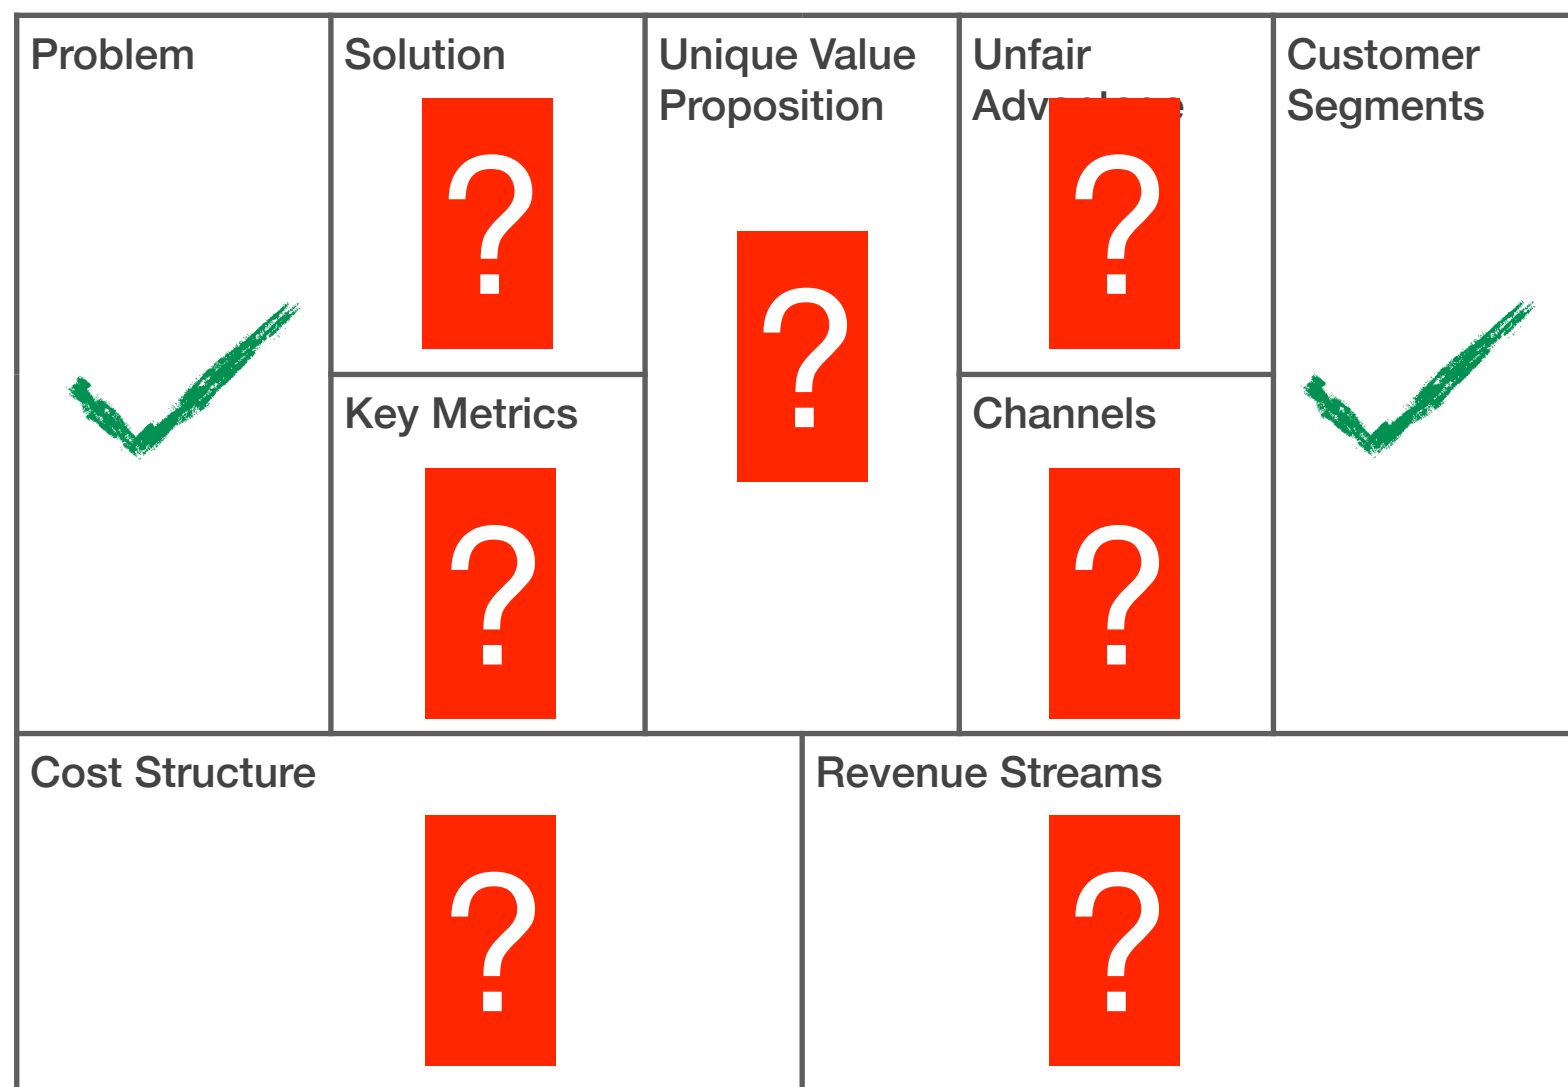 Problem
Solution
Unique Value
Proposition
Unfair
Customer
Segments
?
?
?
Key Metrics
Channels
?
?
Cost Structure
Revenue Streams
?
?